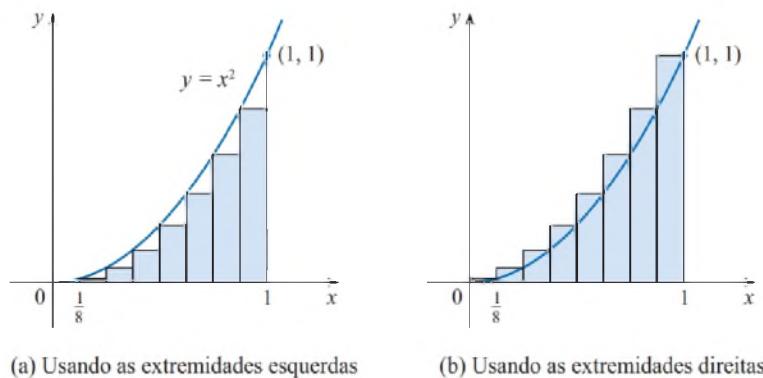 y
(1, 1)
y = x²
0
1
8
1
x
(a) Usando as extremidades esquerdas
y
(1, 1)
0
1
8
1
x
(b) Usando as extremidades direitas